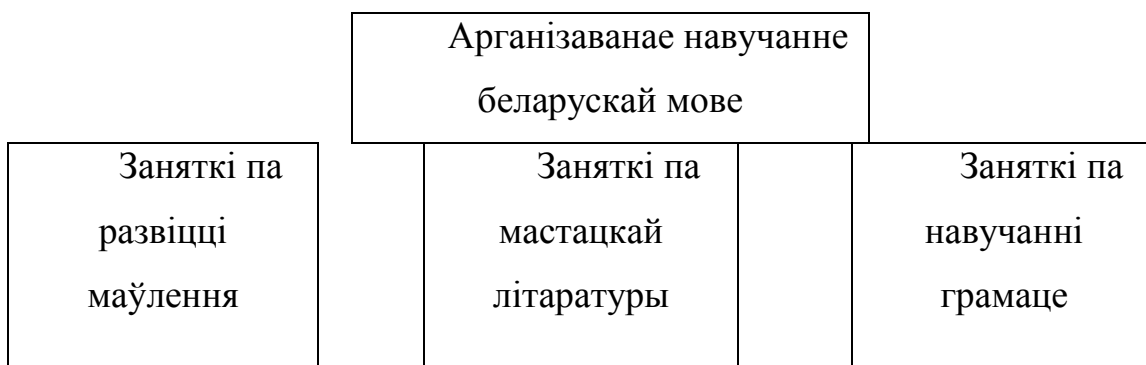 Арганізаванае навучанне
беларускай мове
Заняткі па
развіцці
маўлення
Заняткі па
мастацкай
літаратуры
Заняткі па
навучанні
грамаце